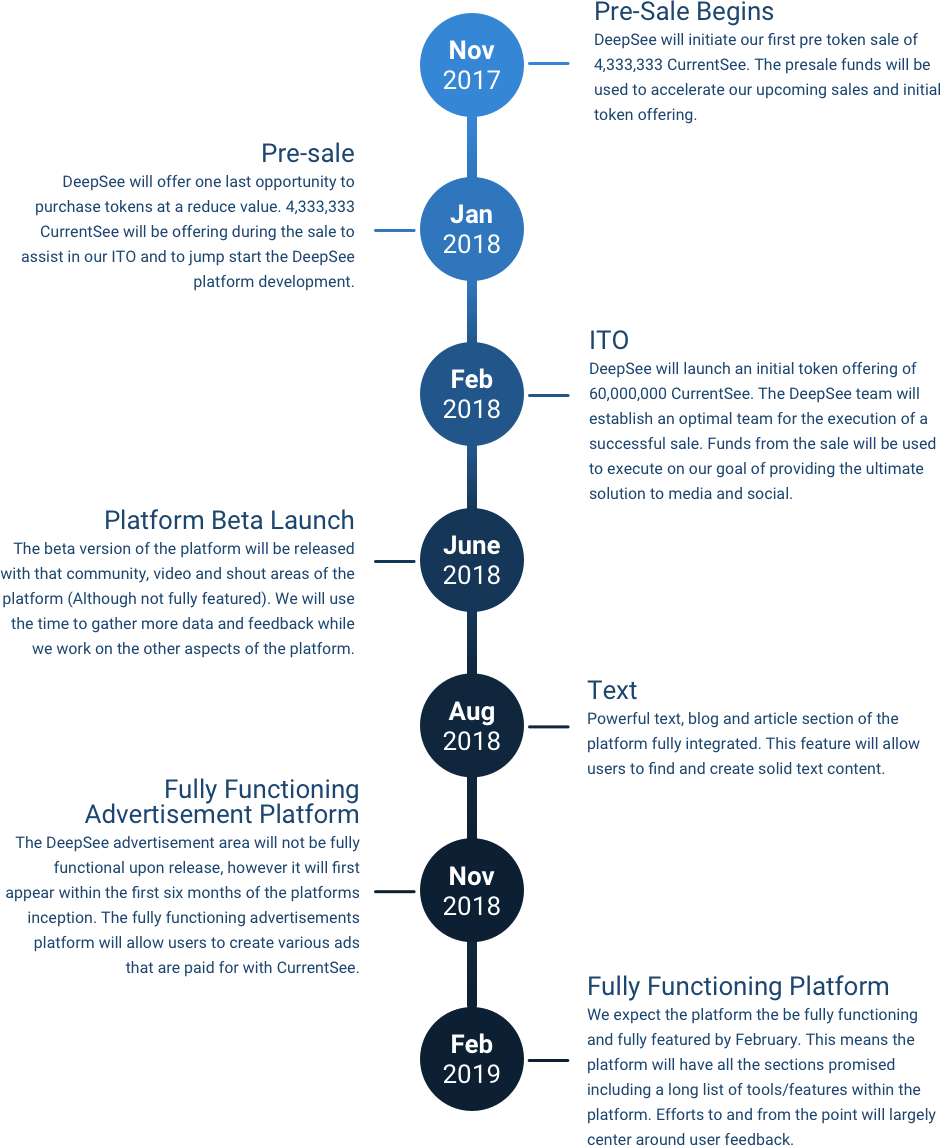 Pre-Sale Begins
DeepSee will initiate our first pre token sale of
4,333,333 CurrentSee. The presale funds will be
used to accelerate our upcoming sales and initial
token offering.
Nov
2017
Pre-sale
DeepSee will offer one last opportunity to
purchase tokens at a reduce value. 4,333,333
CurrentSee will be offering during the sale to
assist in our ITO and to jump start the DeepSee
platform development.
Jan
2018
ITO
DeepSee will launch an initial token offering of
60,000,000 CurrentSee. The DeepSee team will
establish an optimal team for the execution of a
successful sale. Funds from the sale will be used
to execute on our goal of providing the ultimate
solution to media and social.
Feb
2018
Platform Beta Launch
The beta version of the platform will be released
with that community, video and shout areas of the
platform (Although not fully featured). We will use
the time to gather more data and feedback while
we work on the other aspects of the platform.
June
2018
Text
Powerful text, blog and article section of the
platform fully integrated. This feature will allow
users to find and create solid text content.
Aug
2018
Fully Functioning
Advertisement Platform
The DeepSee advertisement area will not be fully
functional upon release, however it will first
appear within the first six months of the platforms
inception. The fully functioning advertisements
platform will allow users to create various ads
that are paid for with CurrentSee.
Nov
2018
Fully Functioning Platform
We expect the platform the be fully functioning
and fully featured by February. This means the
platform will have all the sections promised
including a long list of tools/features within the
platform. Efforts to and from the point will largely
center around user feedback.
Feb
2019